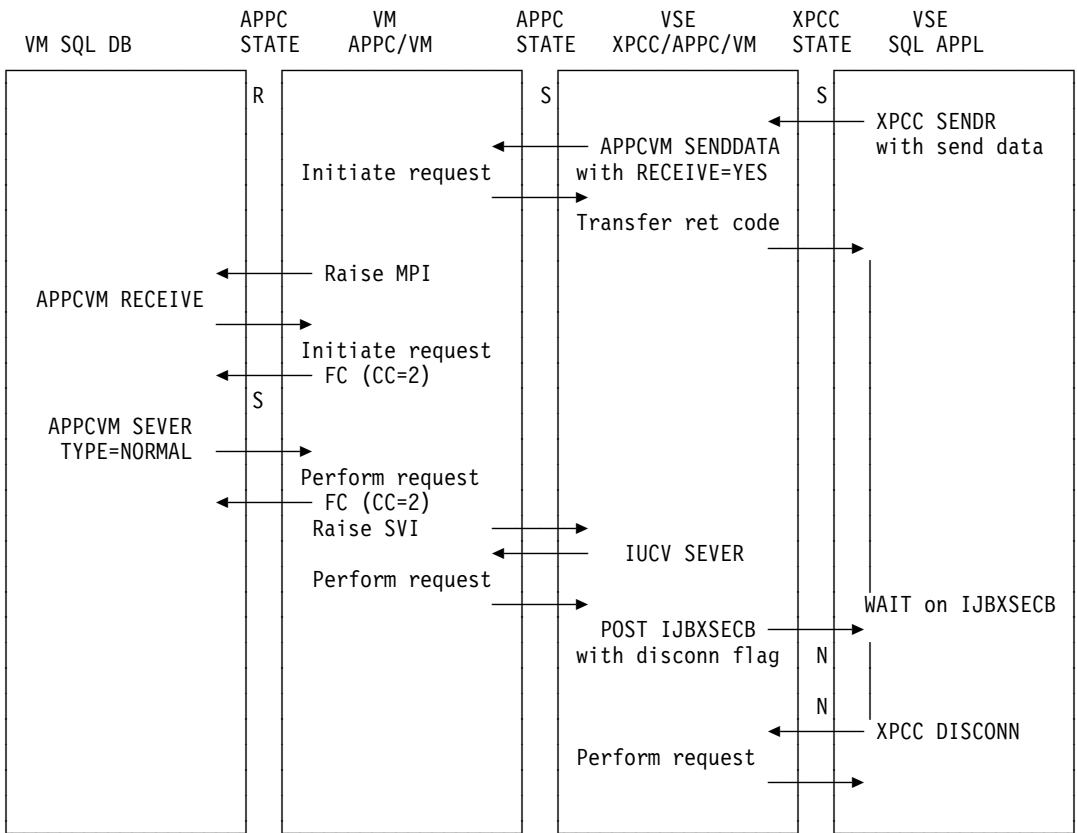 APPC VM APPC VSE XPCC VSE
VM SQL DB STATE APPC/VM STATE XPCC/APPC/VM STATE SQL APPL
R S S
XPCC SENDR
APPCVM SENDDATA with send data
Initiate request with RECEIVE=YES
Transfer ret code
Raise MPI
APPCVM RECEIVE
Initiate request
FC (CC=2)
S
APPCVM SEVER
TYPE=NORMAL
Perform request
FC (CC=2)
Raise SVI
IUCV SEVER
Perform request
WAIT on IJBXSECB
POST IJBXSECB
with disconn flag N
N
XPCC DISCONN
Perform request